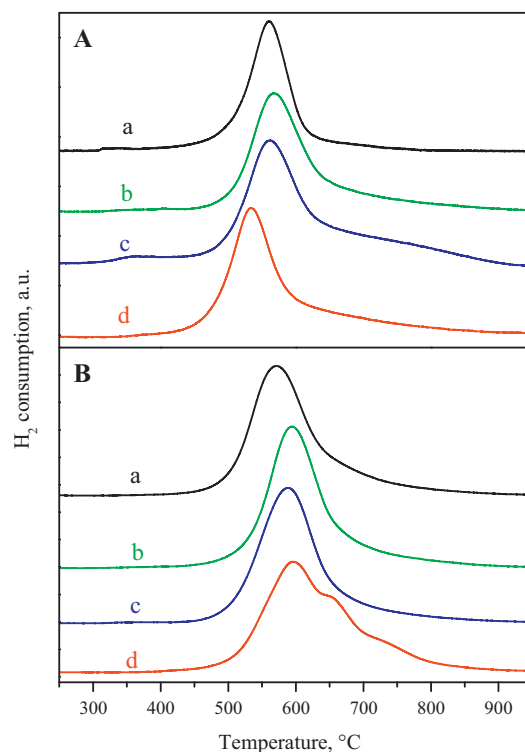 A
a
b
c
d
H₂ consumption, a.u.
B
a
b
c
d
300 400 500 600 700 800 900
Temperature, °C